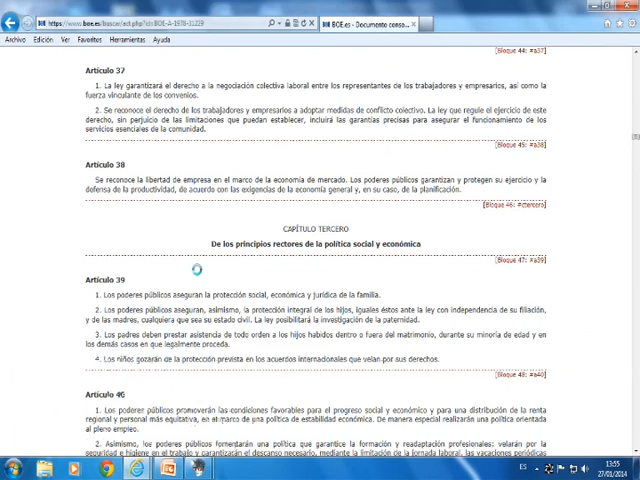 https://www.boe.es/buscar/act.php?id=BOE-A-1978-31229
BOE.es - Documento conso...
Archivo Edición Ver Favoritos Herramientas Ayuda
[Bloque 44: #a37]
Artículo 37
1. La ley garantizará el derecho a la negociación colectiva laboral entre los representantes de los trabajadores y empresarios, así como la
fuerza vinculante de los convenios.
2. Se reconoce el derecho de los trabajadores y empresarios a adoptar medidas de conflicto colectivo. La ley que regule el ejercicio de este
derecho, sin perjuicio de las limitaciones que puedan establecer, incluirá las garantías precisas para asegurar el funcionamiento de los
servicios esenciales de la comunidad.
[Bloque 45: #a38]
Artículo 38
Se reconoce la libertad de empresa en el marco de la economía de mercado. Los poderes públicos garantizan y protegen su ejercicio y la
defensa de la productividad, de acuerdo con las exigencias de la economía general y, en su caso, de la planificación.
[Bloque 46: #ctercero]
CAPÍTULO TERCERO
De los principios rectores de la política social y económica
[Bloque 47: #a39]
Artículo 39
1. Los poderes públicos aseguran la protección social, económica y jurídica de la familia.
2. Los poderes públicos aseguran, asimismo, la protección integral de los hijos, iguales éstos ante la ley con independencia de su filiación,
y de las madres, cualquiera que sea su estado civil. La ley posibilitará la investigación de la paternidad.
3. Los padres deben prestar asistencia de todo orden a los hijos habidos dentro o fuera del matrimonio, durante su minoría de edad y en
los demás casos en que legalmente proceda.
4. Los niños gozarán de la protección prevista en los acuerdos internacionales que velan por sus derechos.
[Bloque 48: #a40]
Artículo 40
1. Los poderes públicos promoverán las condiciones favorables para el progreso social y económico y para una distribución de la renta
regional y personal más equitativa, en el marco de una política de estabilidad económica. De manera especial realizarán una política orientada
al pleno empleo.
2. Asimismo, los poderes públicos fomentarán una política que garantice la formación y readaptación profesionales; velarán por la
seguridad e higiene en el trabajo y garantizarán el descanso necesario, mediante la limitación de la jornada laboral, las vacaciones periódicas
ES
13:55
27/01/2014